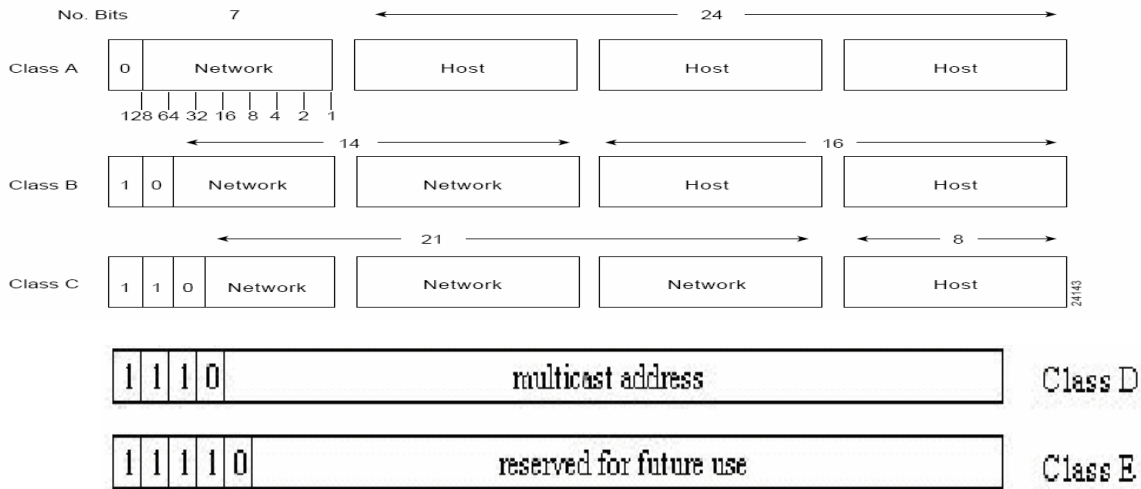 No. Bits 7 24
Class A 0 Network Host Host Host
128 64 32 16 8 4 2 1
14 16
Class B 1 0 Network Network Host Host
21 8
Class C 1 1 0 Network Network Network Host
24143
1 1 1 0 multicast address Class D
1 1 1 1 0 reserved for future use Class E